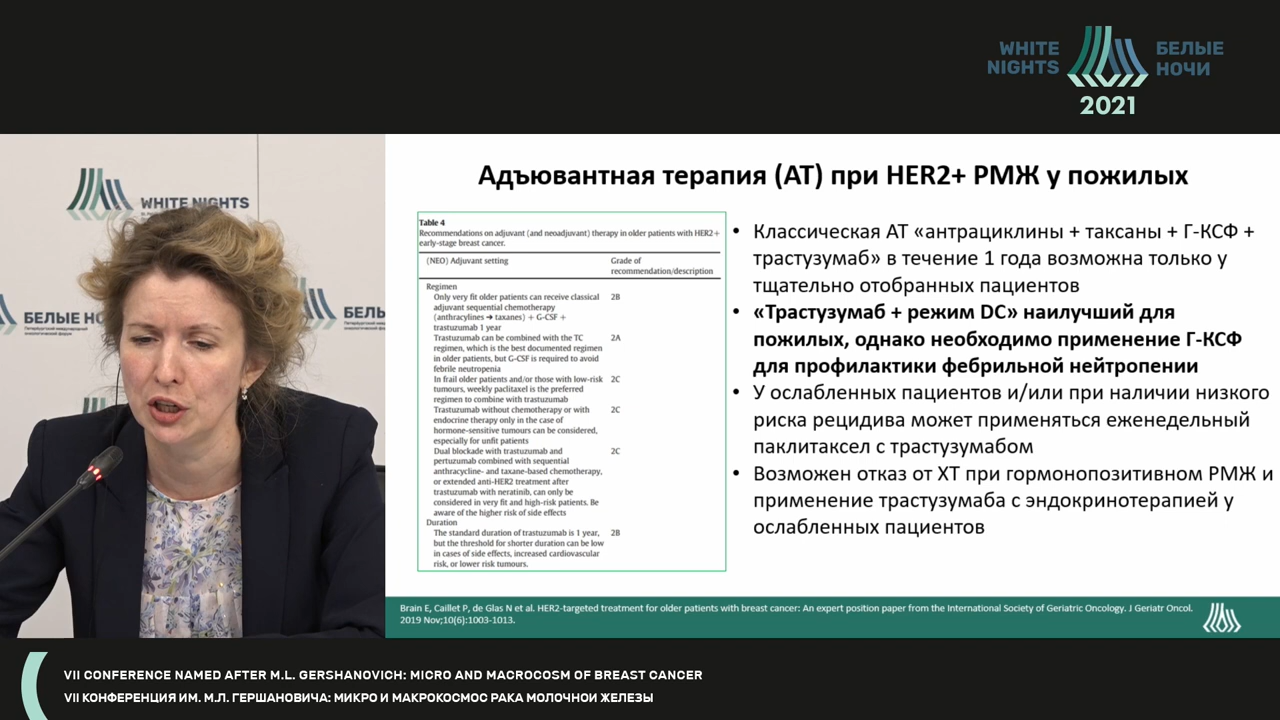 WHITE NIGHTS
БЕЛЫЕ НОЧИ
2021
WHITE NIGHTS
БЕЛЫЕ НО
БЕЛЫ
Адъювантная терапия (АТ) при HER2+ РМЖ у пожилых
Table 4
Recommendations on adjuvant (and neoadjuvant) therapy in older patients with HER2+
early-stage breast cancer.
(NEO) Adjuvant setting
Grade of
recommendation/description
Regimen
Only very fit older patients can receive classical 2B
adjuvant sequential chemotherapy
(anthracylines ➔ taxanes) + G-CSF +
trastuzumab 1 year
Trastuzumab can be combined with the TC 2A
regimen, which is the best documented regimen
in older patients, but G-CSF is required to avoid
febrile neutropenia
In frail older patients and/or those with low-risk 2C
tumours, weekly paclitaxel is the preferred
regimen to combine with trastuzumab
Trastuzumab without chemotherapy or with 2C
endocrine therapy only in the case of
hormone-sensitive tumours can be considered,
especially for unfit patients
Dual blockade with trastuzumab and 2C
pertuzumab combined with sequential
anthracycline- and taxane-based chemotherapy,
or extended anti-HER2 treatment after
trastuzumab with neratinib, can only be
considered in very fit and high-risk patients. Be
aware of the higher risk of side effects
Duration
The standard duration of trastuzumab is 1 year, 2B
but the threshold for shorter duration can be low
in cases of side effects, increased cardiovascular
risk, or lower risk tumours.
• Классическая АТ «антрациклины + таксаны + Г-КСФ +
трастузумаб» в течение 1 года возможна только у
тщательно отобранных пациентов
• «Трастузумаб + режим DC» наилучший для
пожилых, однако необходимо применение Г-КСФ
для профилактики фебрильной нейтропении
• У ослабленных пациентов и/или при наличии низкого
риска рецидива может применяться еженедельный
паклитаксел с трастузумабом
• Возможен отказ от ХТ при гормонопозитивном РМЖ и
применение трастузумаба с эндокринотерапией у
ослабленных пациентов
Brain E, Caillet P, de Glas N et al. HER2-targeted treatment for older patients with breast cancer: An expert position paper from the International Society of Geriatric Oncology. J Geriatr Oncol.
2019 Nov;10(6):1003-1013.
VII CONFERENCE NAMED AFTER M.L. GERSHANOVICH: MICRO AND MACROCOSM OF BREAST CANCER
VII КОНФЕРЕНЦИЯ ИМ. М.Л. ГЕРШАНОВИЧА: МИКРО И МАКРОКОСМОС РАКА МОЛОЧНОЙ ЖЕЛЕЗЫ